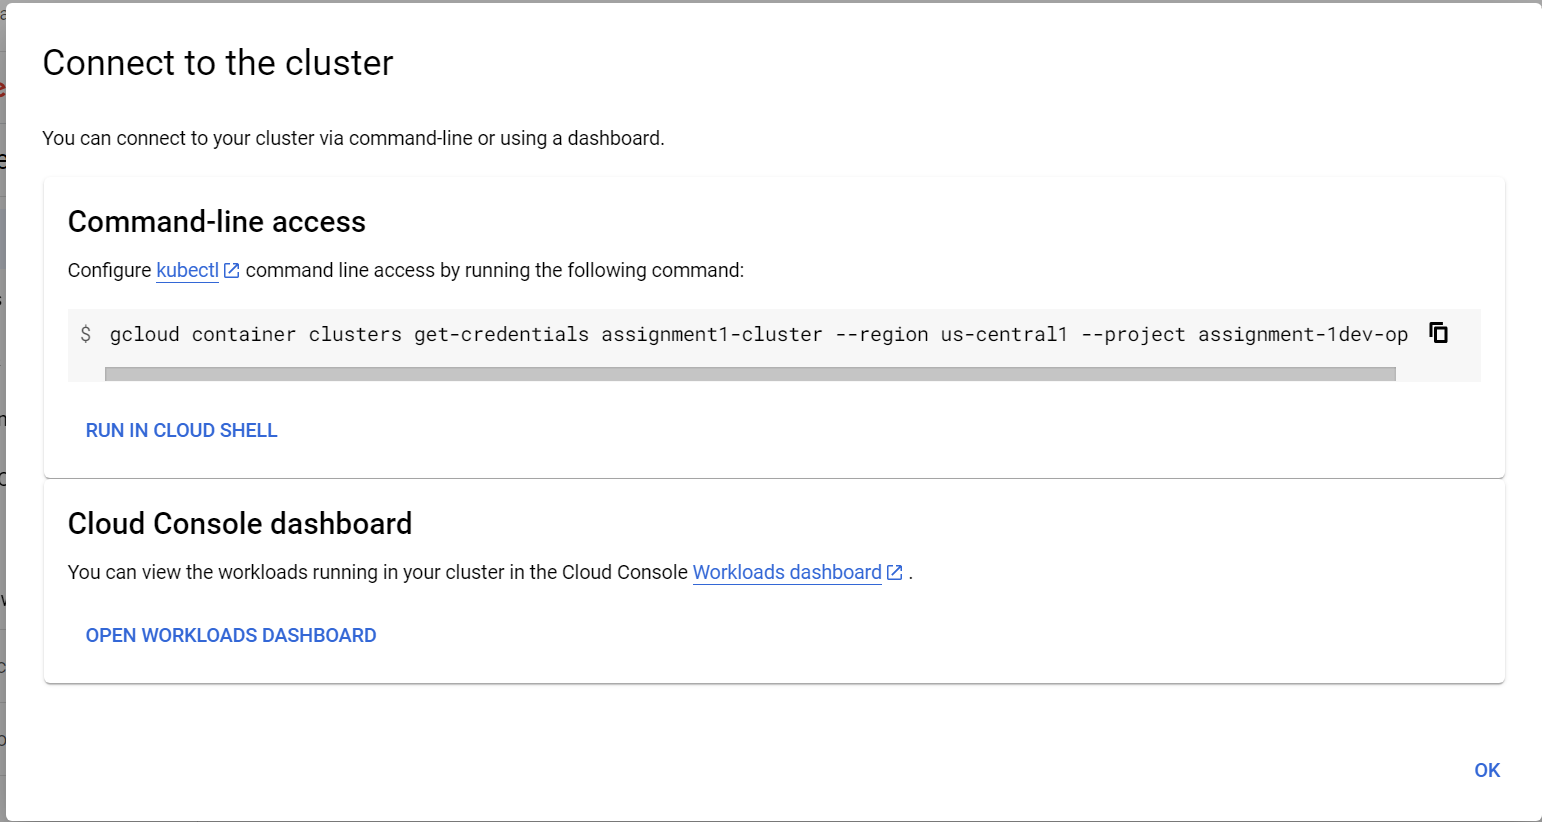 Connect to the cluster
You can connect to your cluster via command-line or using a dashboard.
Command-line access
Configure kubectl command line access by running the following command:
$ gcloud container clusters get-credentials assignment1-cluster --region us-central1 --project assignment-1dev-op
RUN IN CLOUD SHELL
Cloud Console dashboard
You can view the workloads running in your cluster in the Cloud Console Workloads dashboard .
OPEN WORKLOADS DASHBOARD
OK